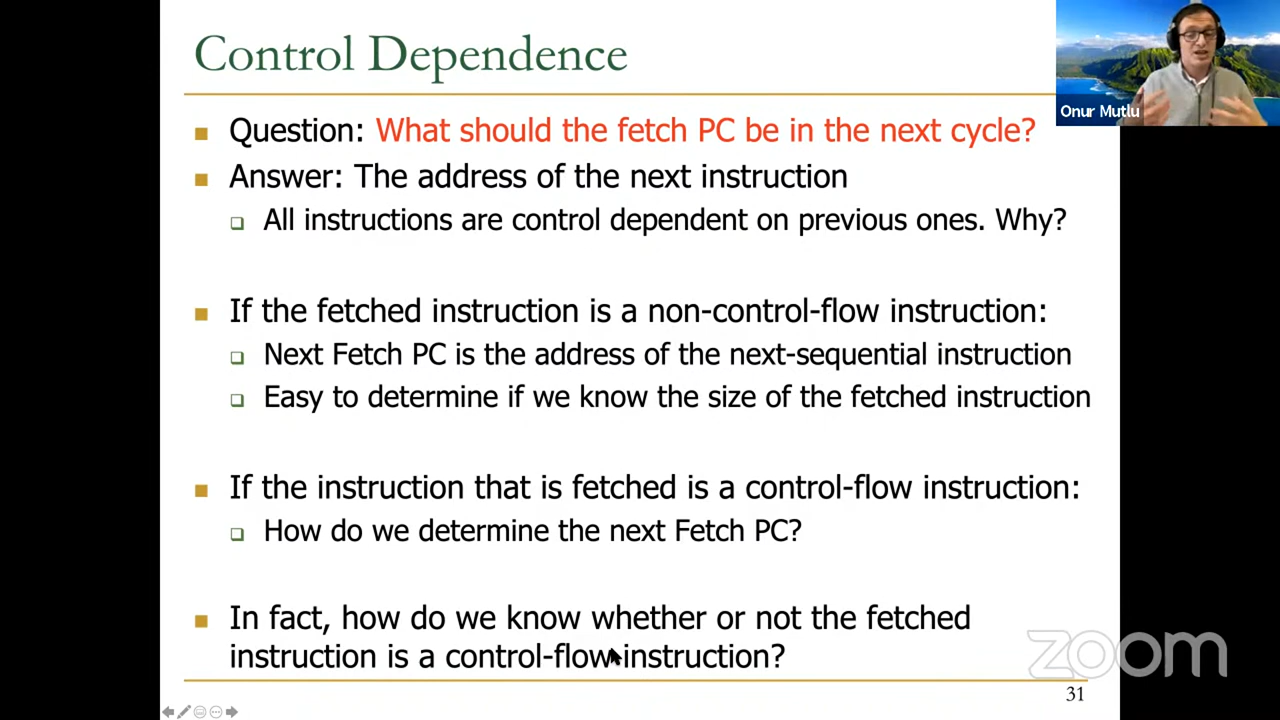 Control Dependence
Onur Mutlu
Question: What should the fetch PC be in the next cycle?
Answer: The address of the next instruction
All instructions are control dependent on previous ones. Why?
If the fetched instruction is a non-control-flow instruction:
Next Fetch PC is the address of the next-sequential instruction
Easy to determine if we know the size of the fetched instruction
If the instruction that is fetched is a control-flow instruction:
How do we determine the next Fetch PC?
In fact, how do we know whether or not the fetched
instruction is a control-flow instruction?
zoom
31